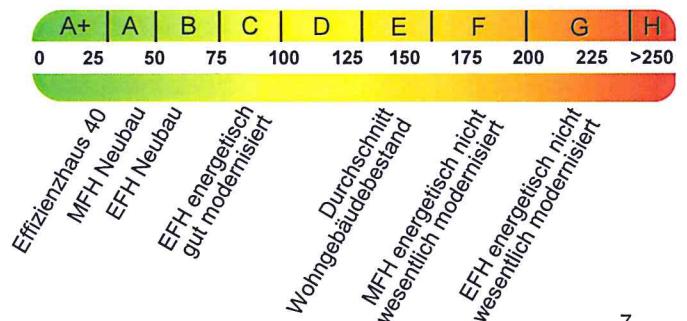 A+ A B C D E F G H
0 25 50 75 100 125 150 175 200 225 >250
Effizienzhaus 40
MFH Neubau
EFH Neubau
EFH energetisch
gut modernisiert
Durchschnitt
Wohngebäudebestand
MFH energetisch nicht
wesentlich modernisiert
EFH energetisch nicht
wesentlich modernisiert
7